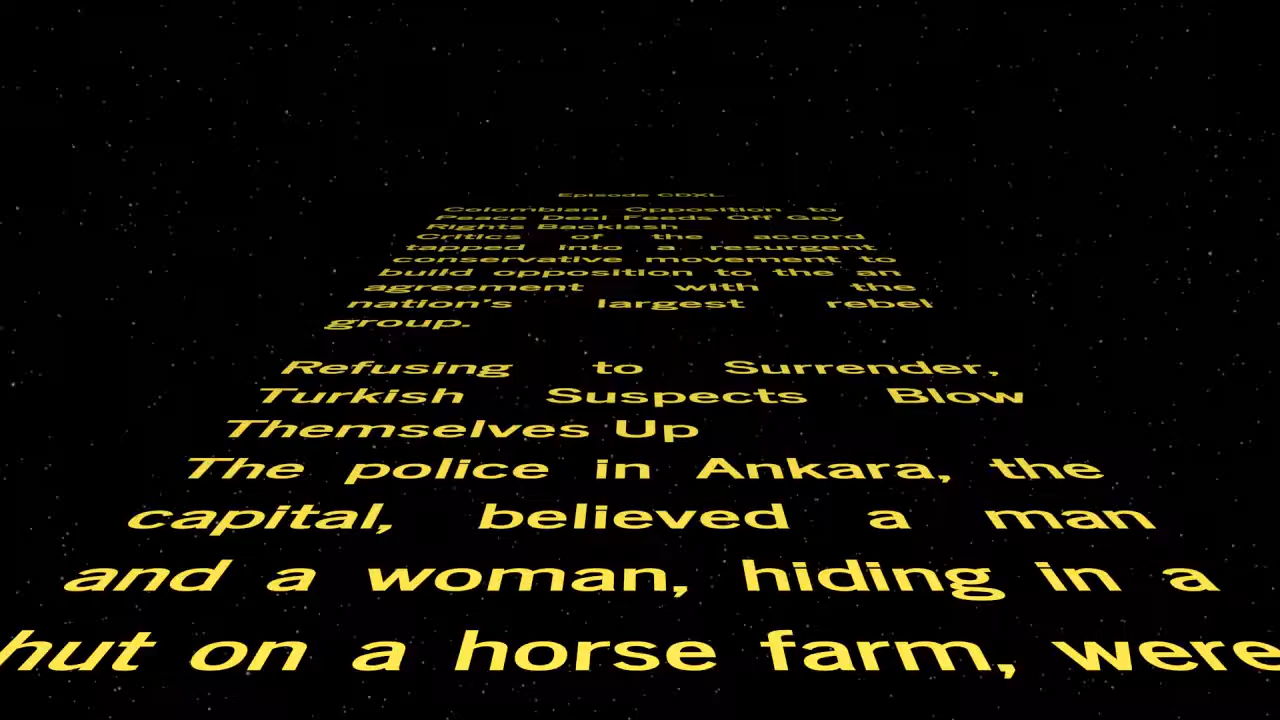 Episode CDXL
Colombian Opposition to
Peace Deal Feeds Off Gay
Rights Backlash
Critics of the accord
tapped into a resurgent
conservative movement to
build opposition to the an
agreement with the
nation's largest rebel
group.
Refusing to Surrender,
Turkish Suspects Blow
Themselves Up
The police in Ankara, the
capital, believed a man
and a woman, hiding in a
hut on a horse farm, were